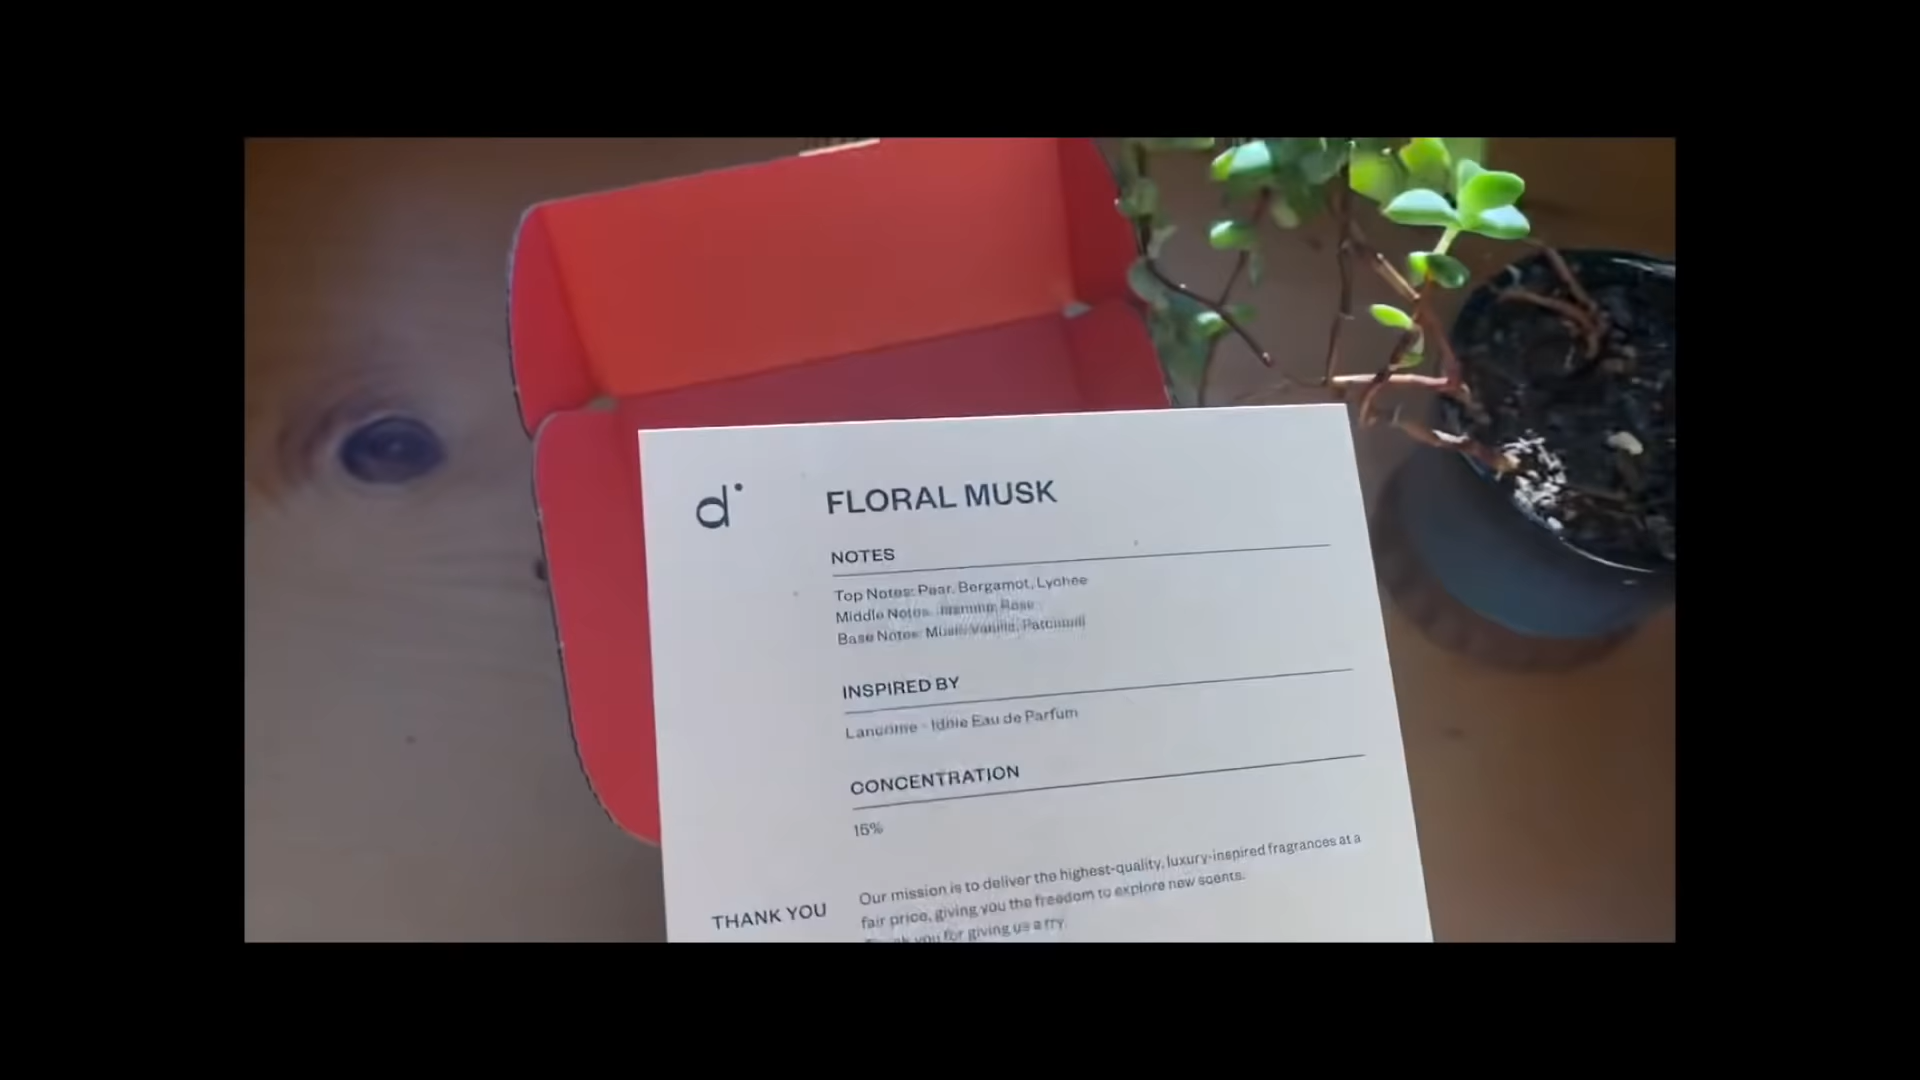 d
FLORAL MUSK
NOTES
Top Notes: Pear, Bergamot, Lychee
Middle Notes: Jasmine, Rose
Base Notes: Musk, Vanilla, Patchouli
INSPIRED BY
Lancôme - Idôle Eau de Parfum
CONCENTRATION
15%
THANK YOU
Our mission is to deliver the highest-quality, luxury-inspired fragrances at a
fair price, giving you the freedom to explore new scents.
Thank you for giving us a try.